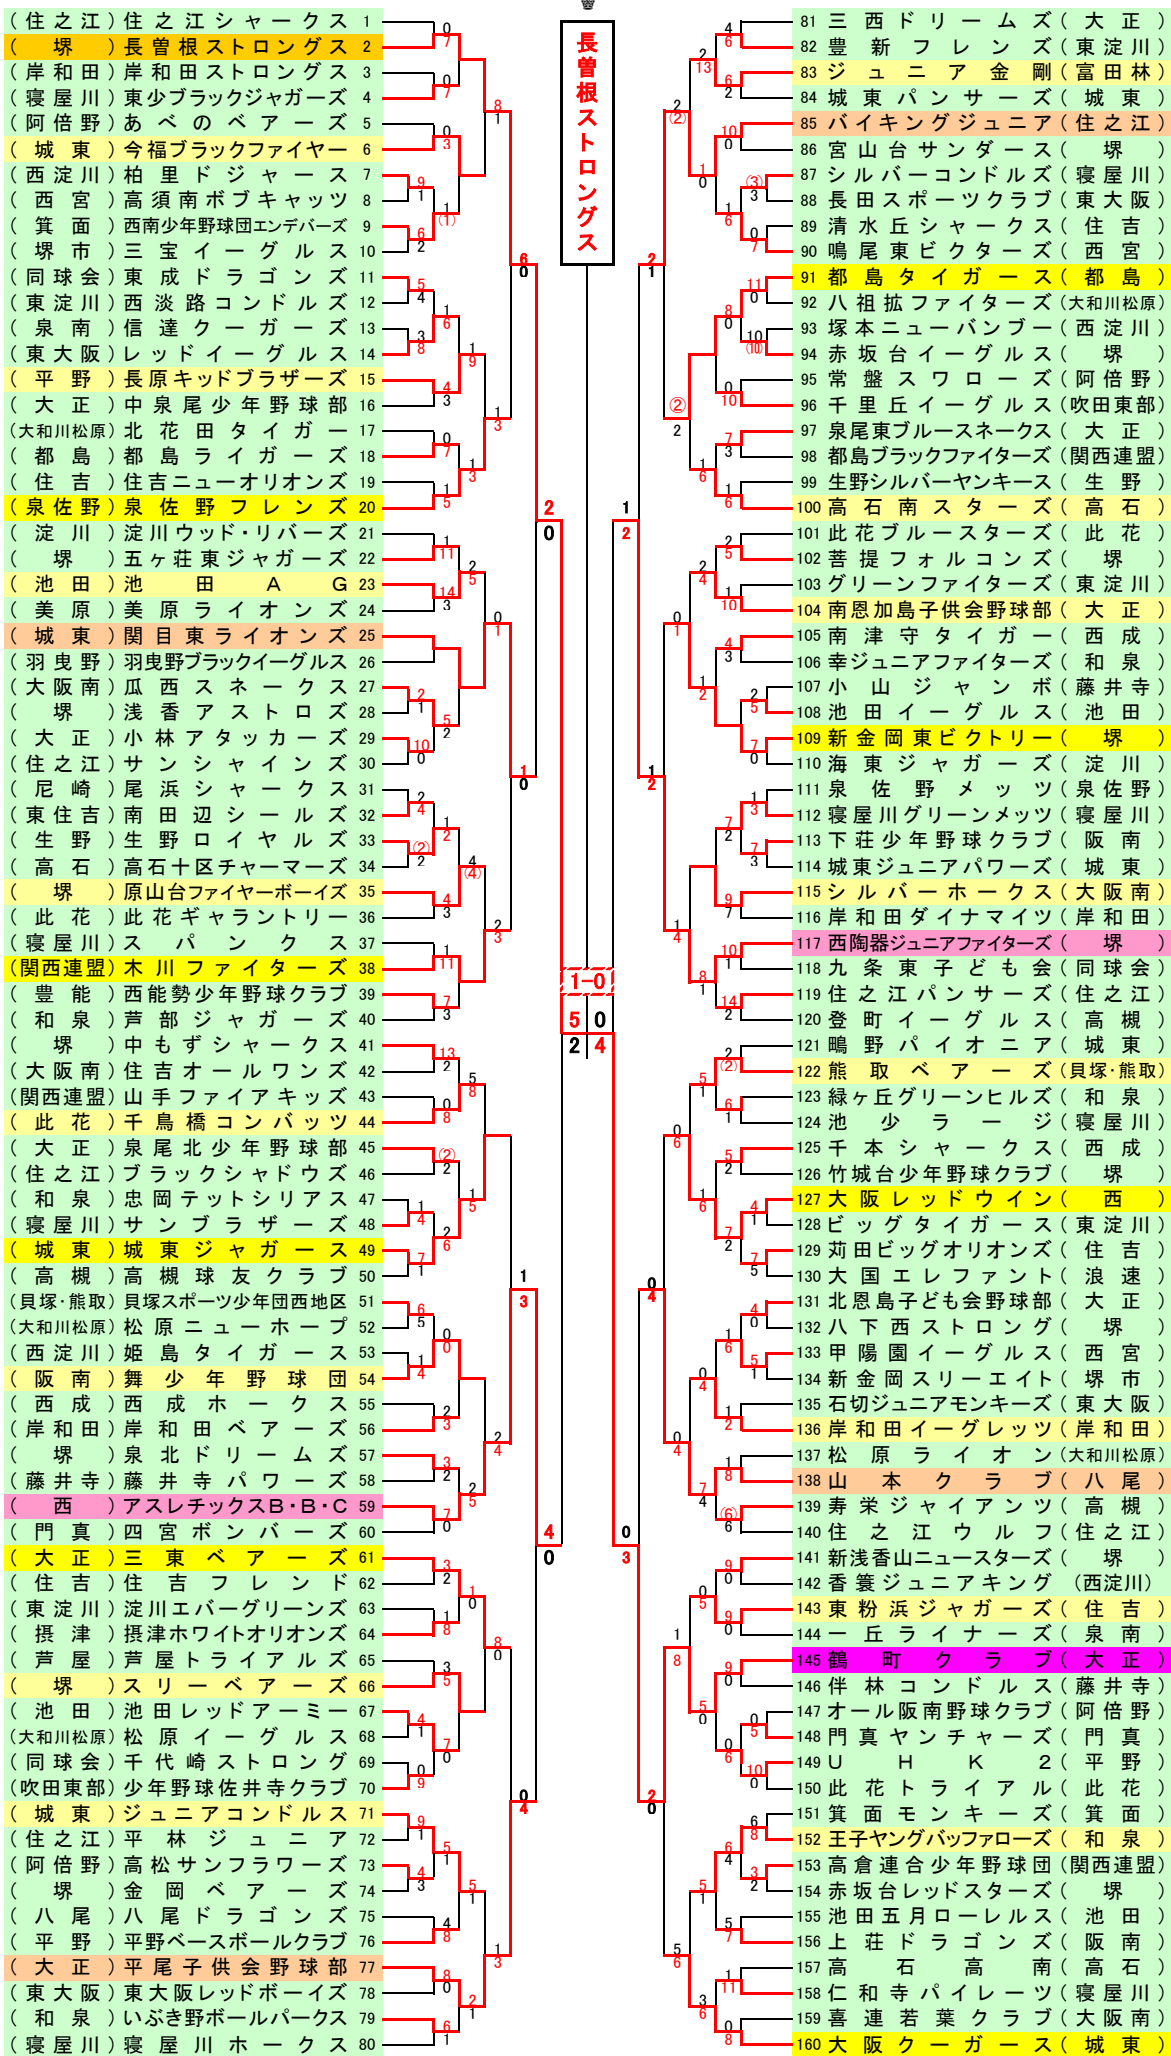 長曽根ストロングス
(住之江) 住之江シャークス 1
(堺) 長曽根ストロングス 2
(岸和田) 岸和田ストロングス 3
(寝屋川) 東少ブラックジャガーズ 4
(阿倍野) あべのベアーズ 5
(城東) 今福ブラックファイヤー 6
(西淀川) 柏里ドジャース 7
(西宮) 高須南ボブキャッツ 8
(箕面) 西南少年野球団エンデバーズ 9
(堺市) 三宝イーグルス 10
(同球会) 東成ドラゴンズ 11
(東淀川) 西淡路コンドルズ 12
(泉南) 信達クーガーズ 13
(東大阪) レッドイーグルス 14
(平野) 長原キッドブラザーズ 15
(大正) 中泉尾少年野球部 16
(大和川松原) 北花田タイガー 17
(都島) 都島ライガーズ 18
(住吉) 住吉ニューオリオンズ 19
(泉佐野) 泉佐野フレンズ 20
(淀川) 淀川ウッド・リバーズ 21
(堺) 五ヶ荘東ジャガーズ 22
(池田) 池田AG 23
(美原) 美原ライオンズ 24
(城東) 関目東ライオンズ 25
(羽曳野) 羽曳野ブラックイーグルス 26
(大阪南) 瓜西スネークス 27
(堺) 浅香アストロズ 28
(大正) 小林アタッカーズ 29
(住之江) サンシャインズ 30
(尼崎) 尾浜シャークス 31
(東住吉) 南田辺シールズ 32
(生野) 生野ロイヤルズ 33
(高石) 高石十区チャーマーズ 34
(堺) 原山台ファイヤーボーイズ 35
(此花) 此花ギャラントリー 36
(寝屋川) スパンクス 37
(関西連盟) 木川ファイターズ 38
(豊能) 西能勢少年野球クラブ 39
(和泉) 芦部ジャガーズ 40
(堺) 中もずシャークス 41
(大阪南) 住吉オールワンズ 42
(関西連盟) 山手ファイアキッズ 43
(此花) 千鳥橋コンバッツ 44
(大正) 泉尾北少年野球部 45
(住之江) ブラックシャドウズ 46
(和泉) 忠岡テットシリアス 47
(寝屋川) サンブラザーズ 48
(城東) 城東ジャガース 49
(高槻) 高槻球友クラブ 50
(貝塚・熊取) 貝塚スポーツ少年団西地区 51
(大和川松原) 松原ニューホープ 52
(西淀川) 姫島タイガース 53
(阪南) 舞少年野球団 54
(西成) 西成ホークス 55
(岸和田) 岸和田ベアーズ 56
(堺) 泉北ドリームズ 57
(藤井寺) 藤井寺パワーズ 58
(西) アスレチックスB・B・C 59
(門真) 四宮ボンバーズ 60
(大正) 三東ベアーズ 61
(住吉) 住吉フレンド 62
(東淀川) 淀川エバーグリーンズ 63
(摂津) 摂津ホワイトオリオンズ 64
(芦屋) 芦屋トライアルズ 65
(堺) スリーベアーズ 66
(池田) 池田レッドアーミー 67
(大和川松原) 松原イーグルス 68
(同球会) 千代崎ストロング 69
(吹田東部) 少年野球佐井寺クラブ 70
(城東) ジュニアコンドルス 71
(住之江) 平林ジュニア 72
(阿倍野) 高松サンフラワーズ 73
(堺) 金岡ベアーズ 74
(八尾) 八尾ドラゴンズ 75
(平野) 平野ベースボールクラブ 76
(大正) 平尾子供会野球部 77
(東大阪) 東大阪レッドボーイズ 78
(和泉) いぶき野ボールパークス 79
(寝屋川) 寝屋川ホークス 80
1-0
5 0
2 4
81 三西ドリームズ (大正)
82 豊新フレンズ (東淀川)
83 ジュニア金剛 (富田林)
84 城東パンサーズ (城東)
85 バイキングジュニア (住之江)
86 宮山台サンダース (堺)
87 シルバーコンドルズ (寝屋川)
88 長田スポーツクラブ (東大阪)
89 清水丘シャークス (住吉)
90 鳴尾東ビクターズ (西宮)
91 都島タイガース (都島)
92 八祖拡ファイターズ (大和川松原)
93 塚本ニューバンブー (西淀川)
94 赤坂台イーグルス (堺)
95 常盤スワローズ (阿倍野)
96 千里丘イーグルス (吹田東部)
97 泉尾東ブルースネークス (大正)
98 都島ブラックファイターズ (関西連盟)
99 生野シルバーヤンキース (生野)
100 高石南スターズ (高石)
101 此花ブルースターズ (此花)
102 菩提フォルコンズ (堺)
103 グリーンファイターズ (東淀川)
104 南恩加島子供会野球部 (大正)
105 南津守タイガー (西成)
106 幸ジュニアファイターズ (和泉)
107 小山ジャンボ (藤井寺)
108 池田イーグルス (池田)
109 新金岡東ビクトリー (堺)
110 海東ジャガーズ (淀川)
111 泉佐野メッツ (泉佐野)
112 寝屋川グリーンメッツ (寝屋川)
113 下荘少年野球クラブ (阪南)
114 城東ジュニアパワーズ (城東)
115 シルバーホークス (大阪南)
116 岸和田ダイナマイツ (岸和田)
117 西陶器ジュニアファイターズ (堺)
118 九条東子ども会 (同球会)
119 住之江パンサーズ (住之江)
120 登町イーグルス (高槻)
121 鴫野パイオニア (城東)
122 熊取ベアーズ (貝塚・熊取)
123 緑ヶ丘グリーンヒルズ (和泉)
124 池少ラージ (寝屋川)
125 千本シャークス (西成)
126 竹城台少年野球クラブ (堺)
127 大阪レッドウイン (西)
128 ビッグタイガース (東淀川)
129 苅田ビッグオリオンズ (住吉)
130 大国エレファント (浪速)
131 北恩島子ども会野球部 (大正)
132 八下西ストロング (堺)
133 甲陽園イーグルス (西宮)
134 新金岡スリーエイト (堺市)
135 石切ジュニアモンキーズ (東大阪)
136 岸和田イーグレッツ (岸和田)
137 松原ライオン (大和川松原)
138 山本クラブ (八尾)
139 寿栄ジャイアンツ (高槻)
140 住之江ウルフ (住之江)
141 新浅香山ニュースターズ (堺)
142 香簑ジュニアキング (西淀川)
143 東粉浜ジャガーズ (住吉)
144 一丘ライナーズ (泉南)
145 鶴町クラブ (大正)
146 伴林コンドルス (藤井寺)
147 オール阪南野球クラブ (阿倍野)
148 門真ヤンチャーズ (門真)
149 UHK2 (平野)
150 此花トライアル (此花)
151 箕面モンキーズ (箕面)
152 王子ヤングバッファローズ (和泉)
153 高倉連合少年野球団 (関西連盟)
154 赤坂台レッドスターズ (堺)
155 池田五月ローレルス (池田)
156 上荘ドラゴンズ (阪南)
157 高石高南 (高石)
158 仁和寺パイレーツ (寝屋川)
159 喜連若葉クラブ (大阪南)
160 大阪クーガース (城東)